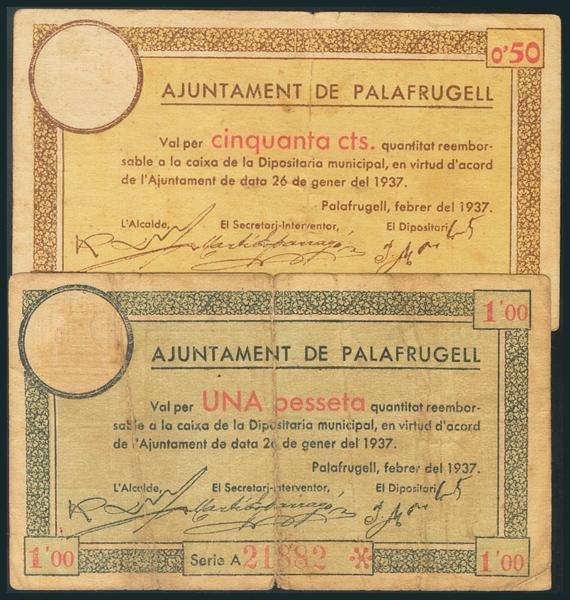 0'50
AJUNTAMENT DE PALAFRUGELL
Val per cinquanta cts. quantitat reembor-
sable a la caixa de la Dipositaria municipal, en virtud d'acord
de l'Ajuntament de data 26 de gener del 1937.
Palafrugell, febrer del 1937.
L'Alcalde, El Secretarj-Interventor, El Dipositari
1'00
AJUNTAMENT DE PALAFRUGELL
Val per UNA pesseta quantitat reembor-
sable a la caixa de la Dipositaria municipal, en virtud d'acord
de l'Ajuntament de data 26 de gener del 1937.
Palafrugell, febrer del 1937.
L'Alcalde, El Secretarj-Interventor, El Dipositari
1'00 Serie A 21882 1'00